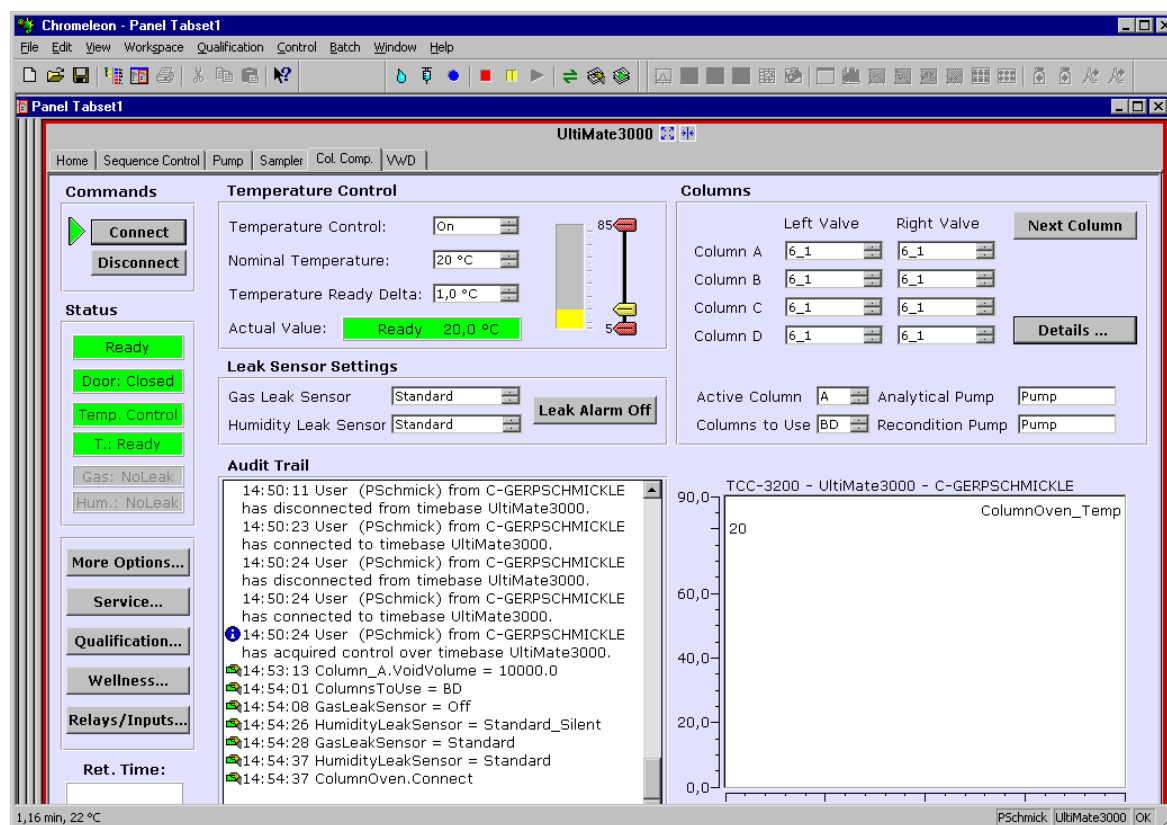 Chromeleon - Panel Tabset1
File Edit View Workspace Qualification Control Batch Window Help
Panel Tabset1
UltiMate3000
Home Sequence Control Pump Sampler Col. Comp. VWD
Commands
Connect
Disconnect
Status
Ready
Door: Closed
Temp. Control
T.: Ready
Gas: NoLeak
Hum.: NoLeak
More Options...
Service...
Qualification...
Wellness...
Relays/Inputs...
Ret. Time:
Temperature Control
Temperature Control: On
Nominal Temperature: 20 °C
Temperature Ready Delta: 1,0 °C
Actual Value: Ready 20,0 °C
85
5
Leak Sensor Settings
Gas Leak Sensor Standard
Humidity Leak Sensor Standard
Leak Alarm Off
Audit Trail
14:50:11 User (PSchmick) from C-GERPSCHMICKLE
has disconnected from timebase UltiMate3000.
14:50:23 User (PSchmick) from C-GERPSCHMICKLE
has connected to timebase UltiMate3000.
14:50:24 User (PSchmick) from C-GERPSCHMICKLE
has disconnected from timebase UltiMate3000.
14:50:24 User (PSchmick) from C-GERPSCHMICKLE
has connected to timebase UltiMate3000.
14:50:24 User (PSchmick) from C-GERPSCHMICKLE
has acquired control over timebase UltiMate3000.
14:53:13 Column_A.VoidVolume = 10000.0
14:54:01 ColumnsToUse = BD
14:54:08 GasLeakSensor = Off
14:54:26 HumidityLeakSensor = Standard_Silent
14:54:28 GasLeakSensor = Standard
14:54:37 HumidityLeakSensor = Standard
14:54:37 ColumnOven.Connect
Columns
Left Valve Right Valve
Next Column
Column A 6_1 6_1
Column B 6_1 6_1
Column C 6_1 6_1
Column D 6_1 6_1
Details ...
Active Column A Analytical Pump Pump
Columns to Use BD Recondition Pump Pump
TCC-3200 - UltiMate3000 - C-GERPSCHMICKLE
ColumnOven_Temp
90,0
20
60,0
40,0
20,0
0,0
1,16 min, 22 °C
PSchmick UltiMate3000 OK